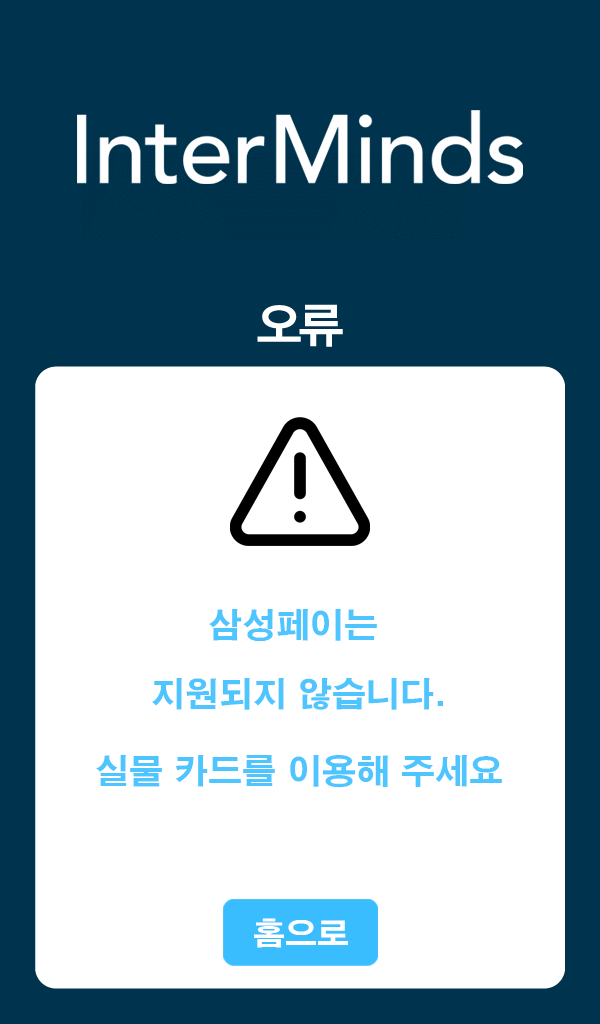 InterMinds
오류
삼성페이는
지원되지 않습니다.
실물 카드를 이용해 주세요
홈으로